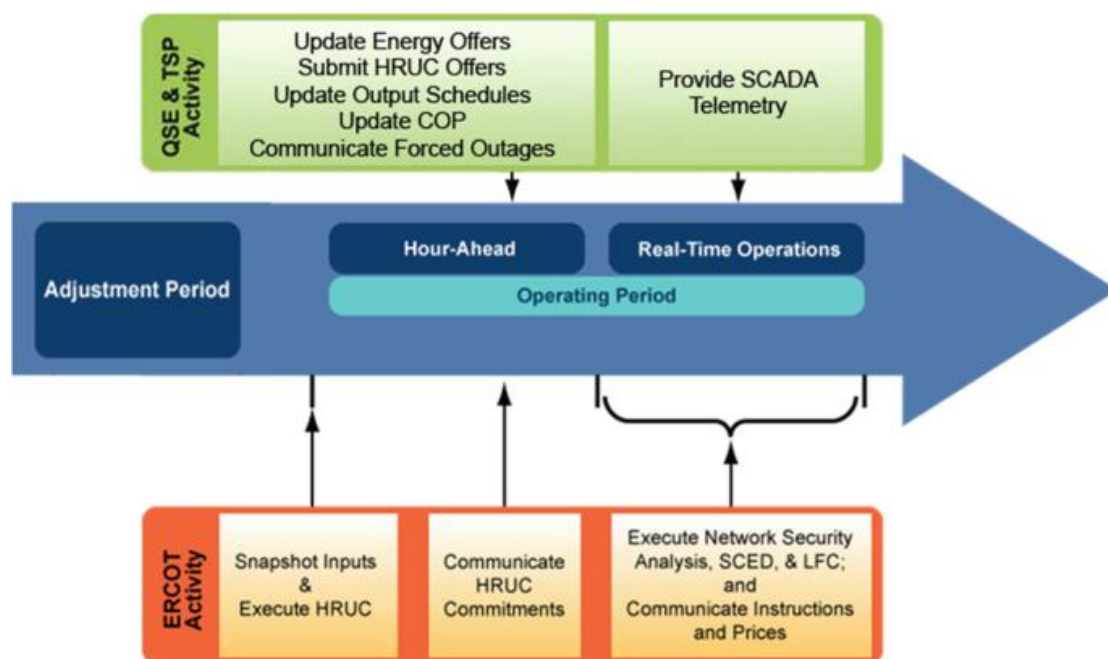 QSE & TSP
Activity
Update Energy Offers
Submit HRUC Offers
Update Output Schedules
Update COP
Communicate Forced Outages
Provide SCADA
Telemetry
Adjustment Period
Hour-Ahead
Real-Time Operations
Operating Period
ERCOT
Activity
Snapshot Inputs
&
Execute HRUC
Communicate
HRUC
Commitments
Execute Network Security
Analysis, SCED, & LFC;
and
Communicate Instructions
and Prices